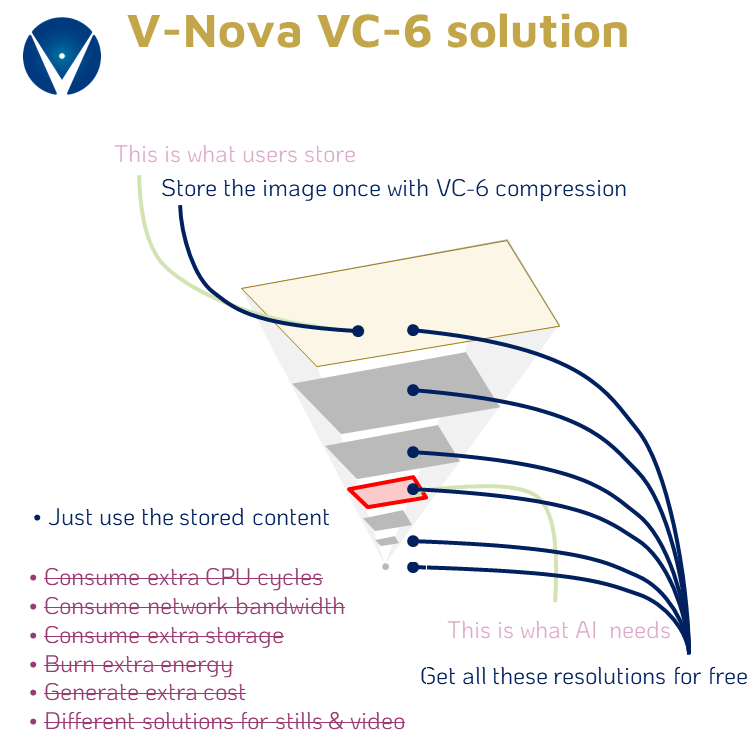 V-Nova VC-6 solution
This is what users store
Store the image once with VC-6 compression
• Just use the stored content
• Consume extra CPU cycles
• Consume network bandwidth
• Consume extra storage
• Burn extra energy
• Generate extra cost
• Different solutions for stills & video
This is what AI needs
Get all these resolutions for free